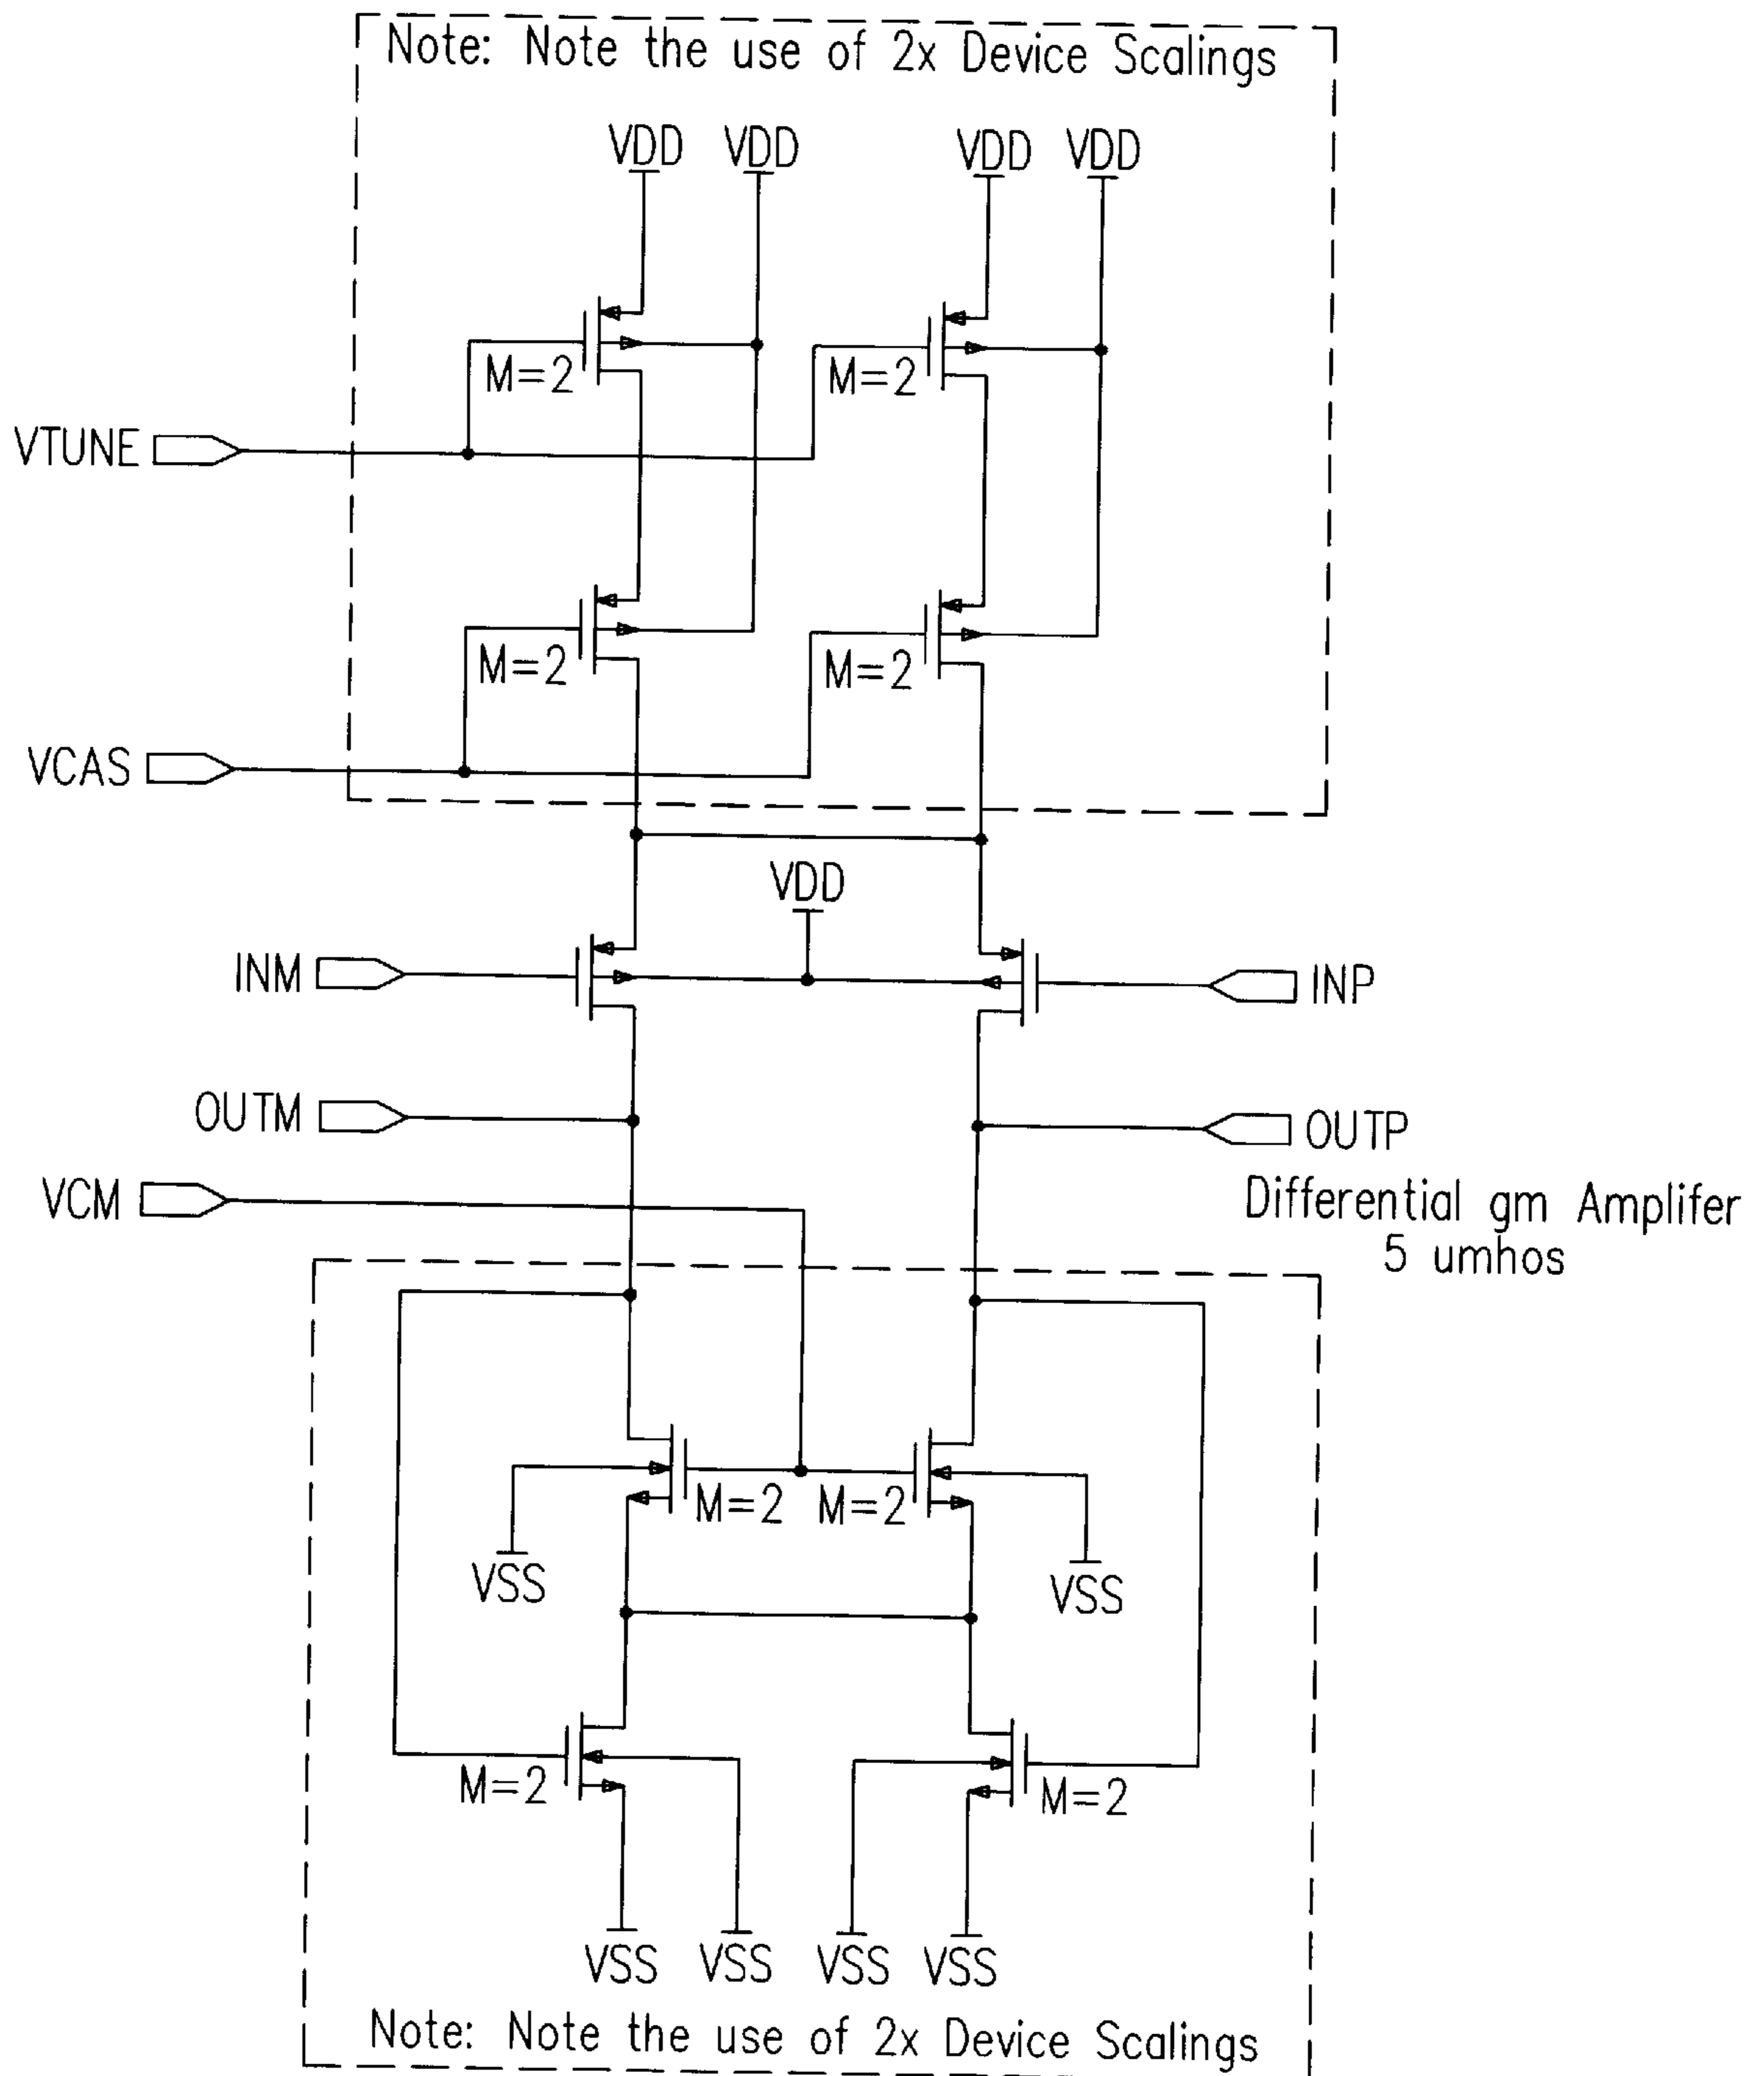 Note: Note the use of 2x Device Scalings
VDD VDD VDD VDD
M=2 M=2
VTUNE
M=2 M=2
VCAS
VDD
INM INP
OUTM OUTP
VCM
Differential gm Amplifer
5 umhos
M=2 M=2
VSS VSS
M=2 M=2
VSS VSS VSS VSS
Note: Note the use of 2x Device Scalings